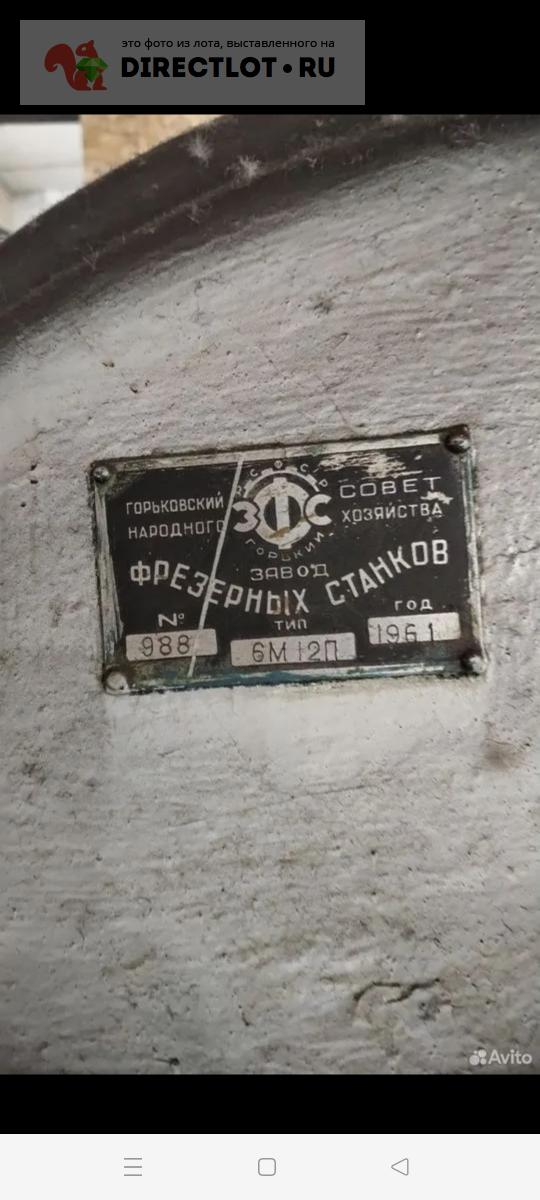 это фото из лота, выставленного на
DIRECTLOT•RU
РСФСР
ГОРЬКОВСКИЙ ЗФС СОВЕТ
НАРОДНОГО ХОЗЯЙСТВА
ГОРЬКИЙ
ЗАВОД
ФРЕЗЕРНЫХ СТАНКОВ
№ ТИП ГОД
988 6М12П 1961
Avito